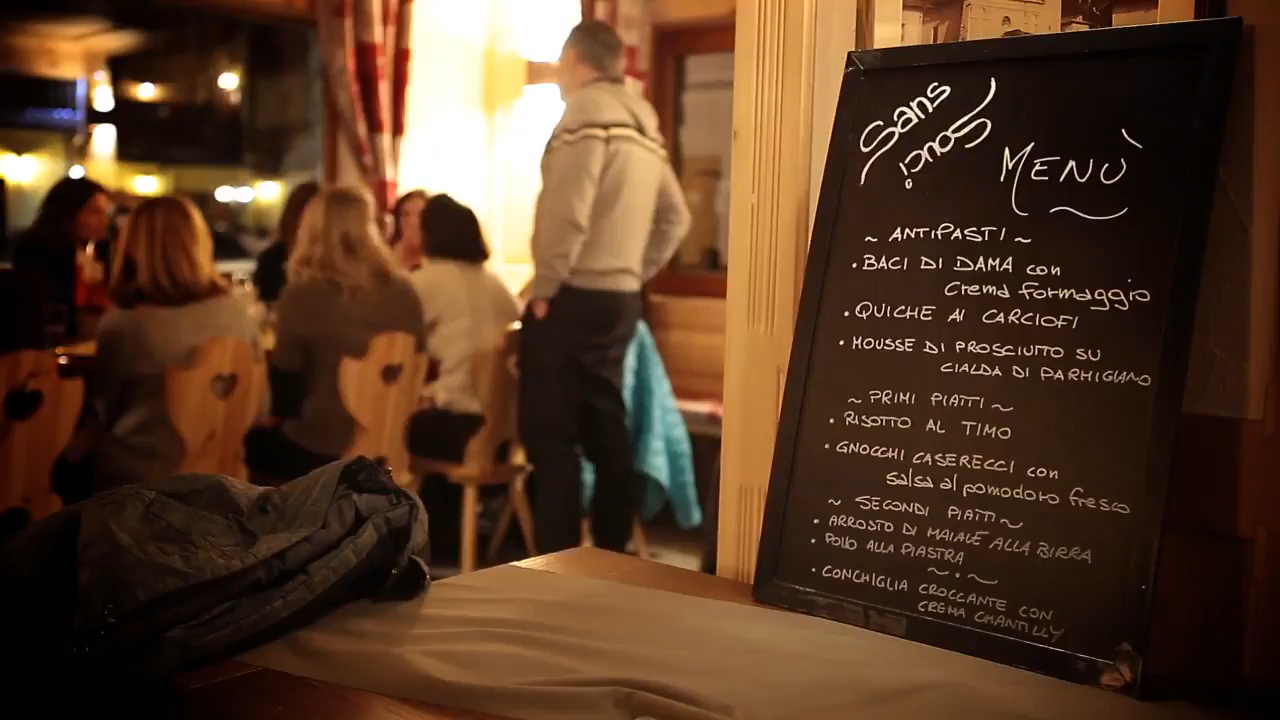 Sans
Souci
MENÙ
~ ANTIPASTI ~
• BACI DI DAMA con
crema formaggio
• QUICHE AI CARCIOFI
• MOUSSE DI PROSCIUTTO SU
CIALDA DI PARMIGIANO
~ PRIMI PIATTI ~
• RISOTTO AL TIMO
• GNOCCHI CASERECCI con
salsa al pomodoro fresco
~ SECONDI PIATTI ~
• ARROSTO DI MAIALE ALLA BIRRA
• POLLO ALLA PIASTRA
~ . ~
• CONCHIGLIA CROCCANTE CON
CREMA CHANTILLY